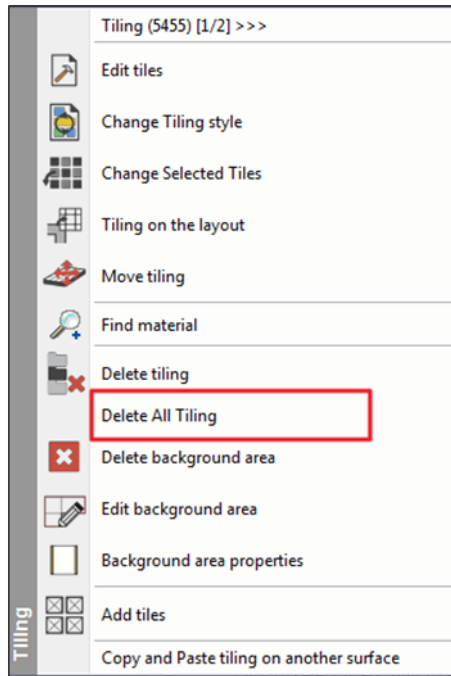 Tiling (5455) [1/2] >>>
Edit tiles
Change Tiling style
Change Selected Tiles
Tiling on the layout
Move tiling
Find material
Delete tiling
Delete All Tiling
Delete background area
Edit background area
Background area properties
Add tiles
Copy and Paste tiling on another surface
Tiling